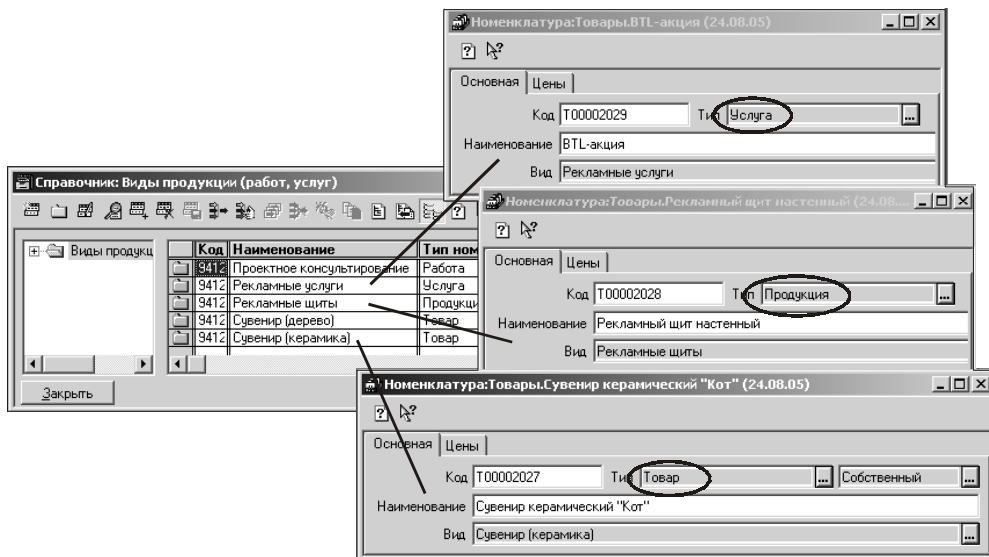 Номенклатура:Товары.BTL-акция (24.08.05)
Основная Цены
Код T00002029 Тип Услуга ...
Наименование BTL-акция
Вид Рекламные услуги
Справочник: Виды продукции (работ, услуг)
Виды продукц
Код Наименование Тип ном
9412 Проектное консультирование Работа
9412 Рекламные услуги Услуга
9412 Рекламные щиты Продукци
9412 Сувенир (дерево) Товар
9412 Сувенир (керамика) Товар
Закрыть
Номенклатура:Товары.Рекламный щит настенный (24.08....
Основная Цены
Код T00002028 Тип Продукция ...
Наименование Рекламный щит настенный
Вид Рекламные щиты
Номенклатура:Товары.Сувенир керамический "Кот" (24.08.05)
Основная Цены
Код T00002027 Тип Товар ... Собственный ...
Наименование Сувенир керамический "Кот"
Вид Сувенир (керамика) ...